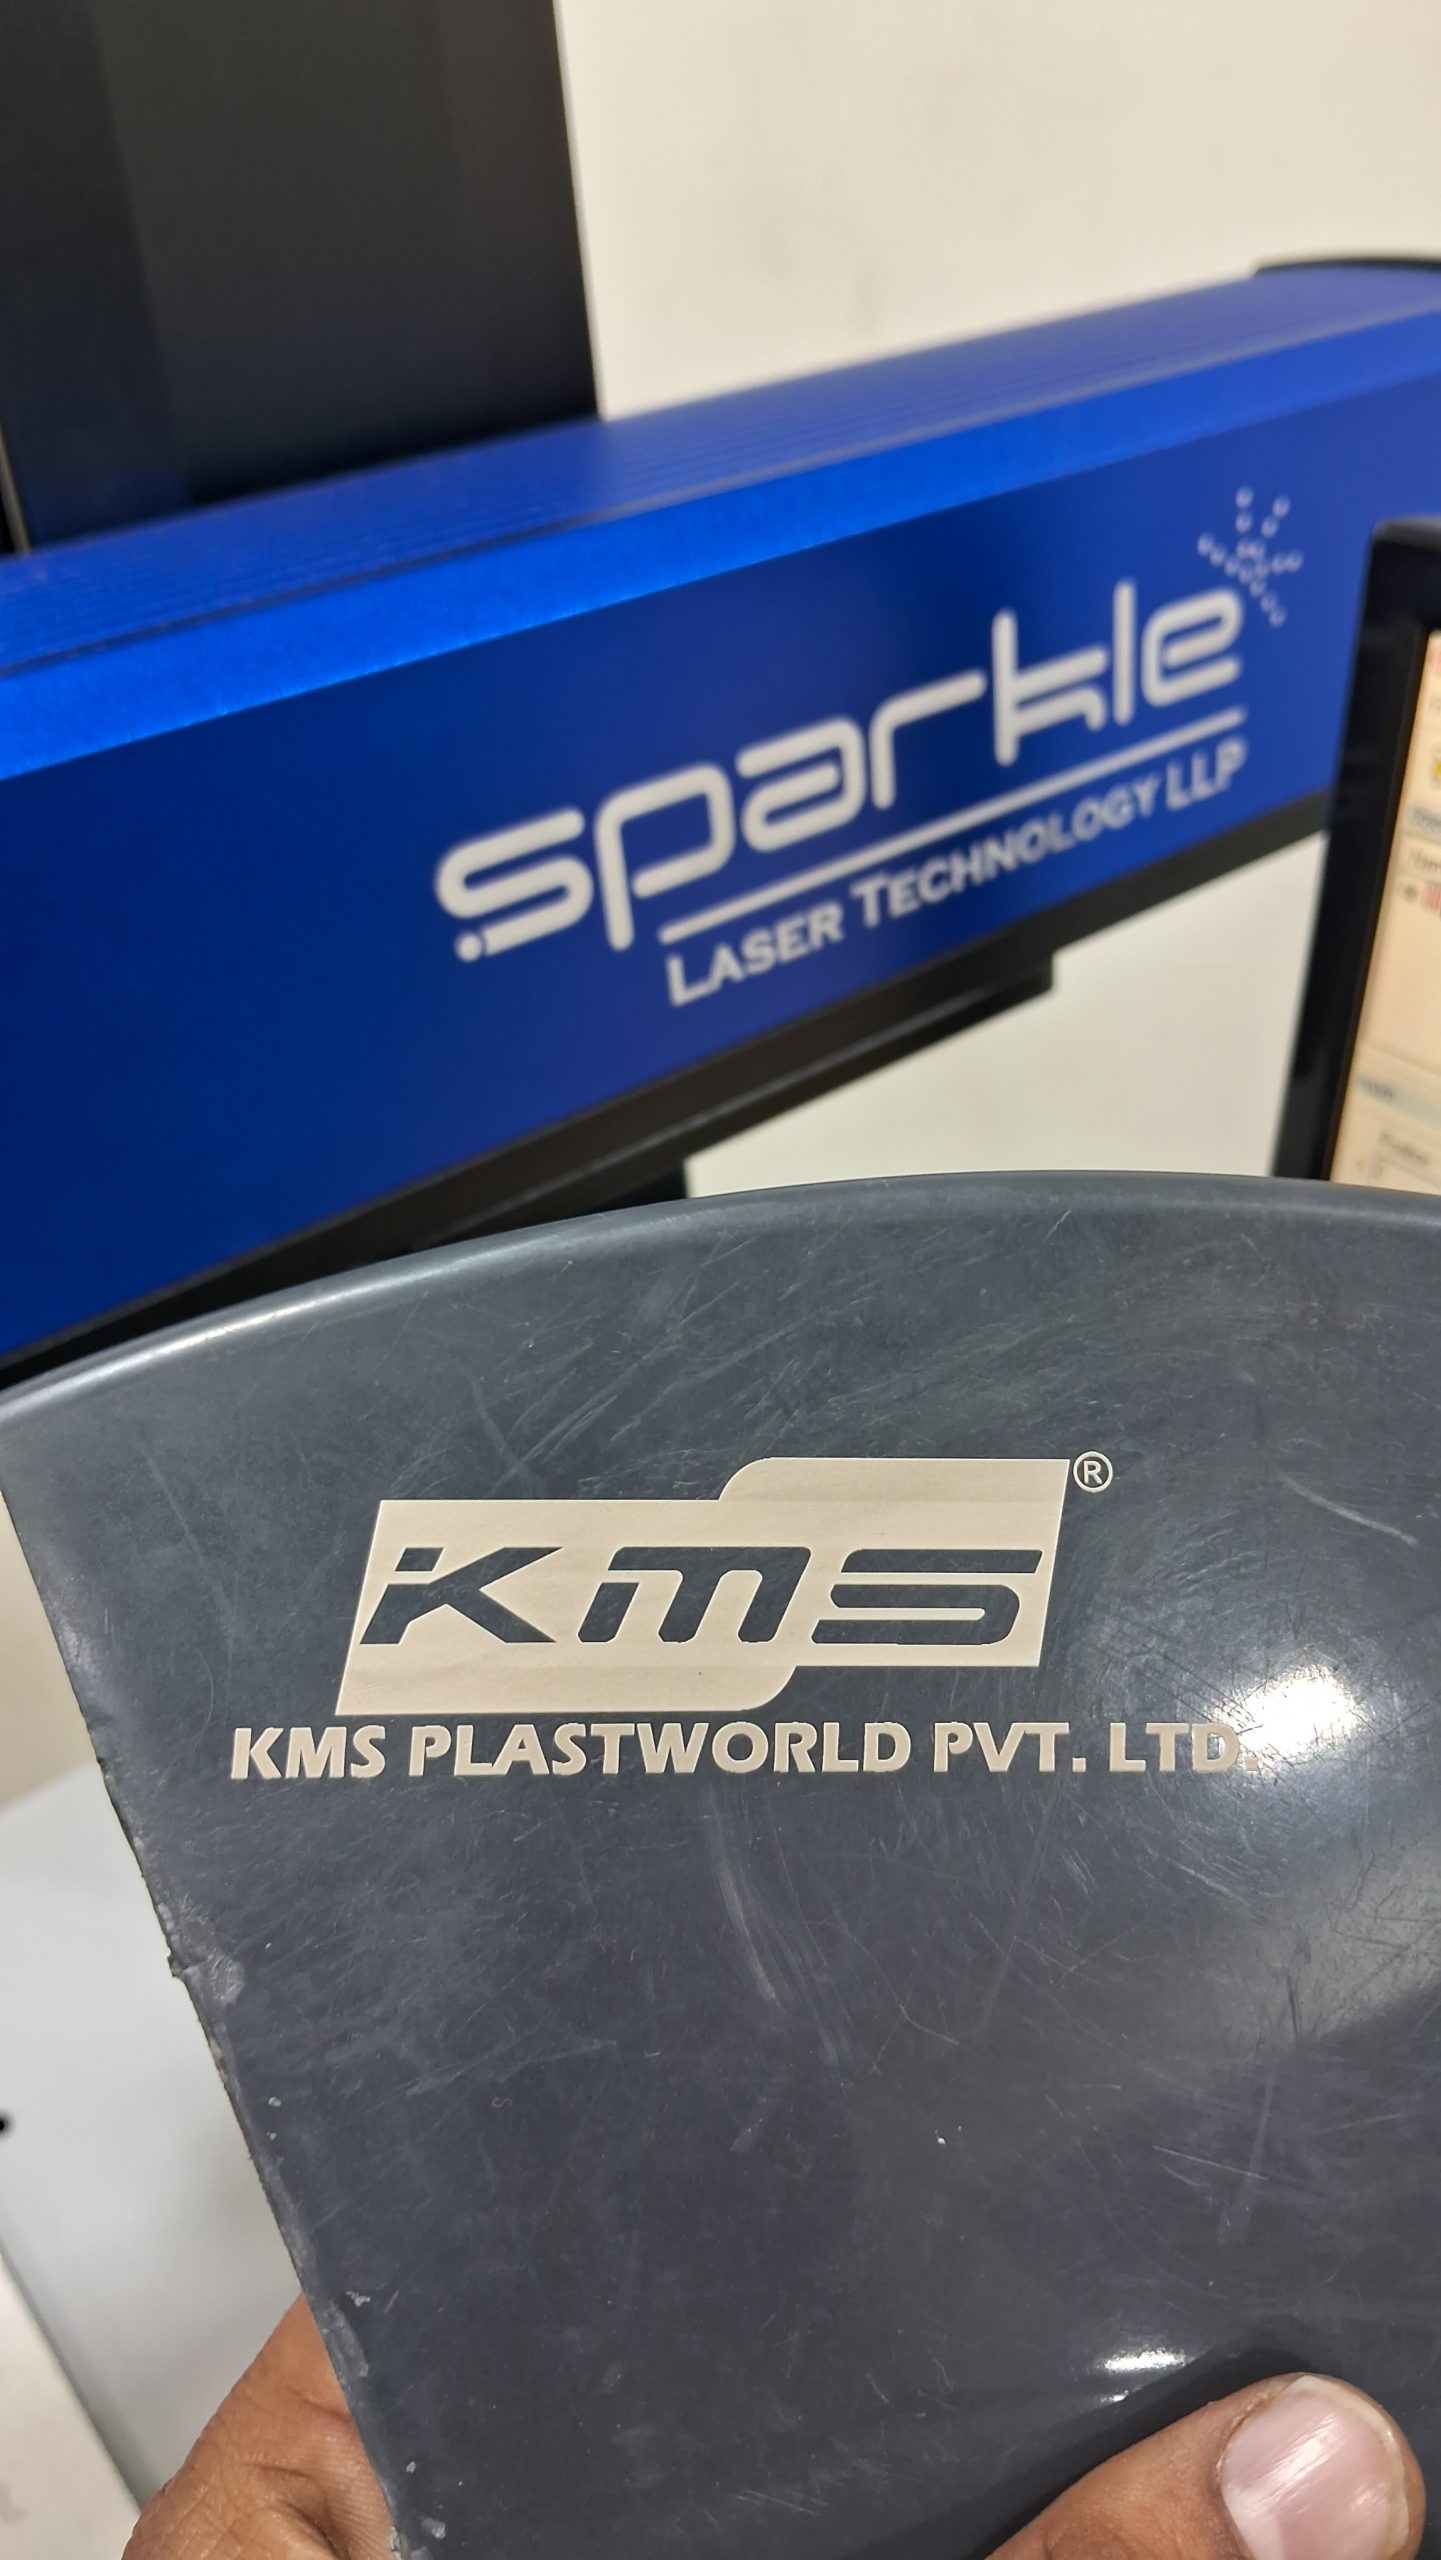 sparkle
LASER TECHNOLOGY LLP
KMS®
KMS PLASTWORLD PVT. LTD.